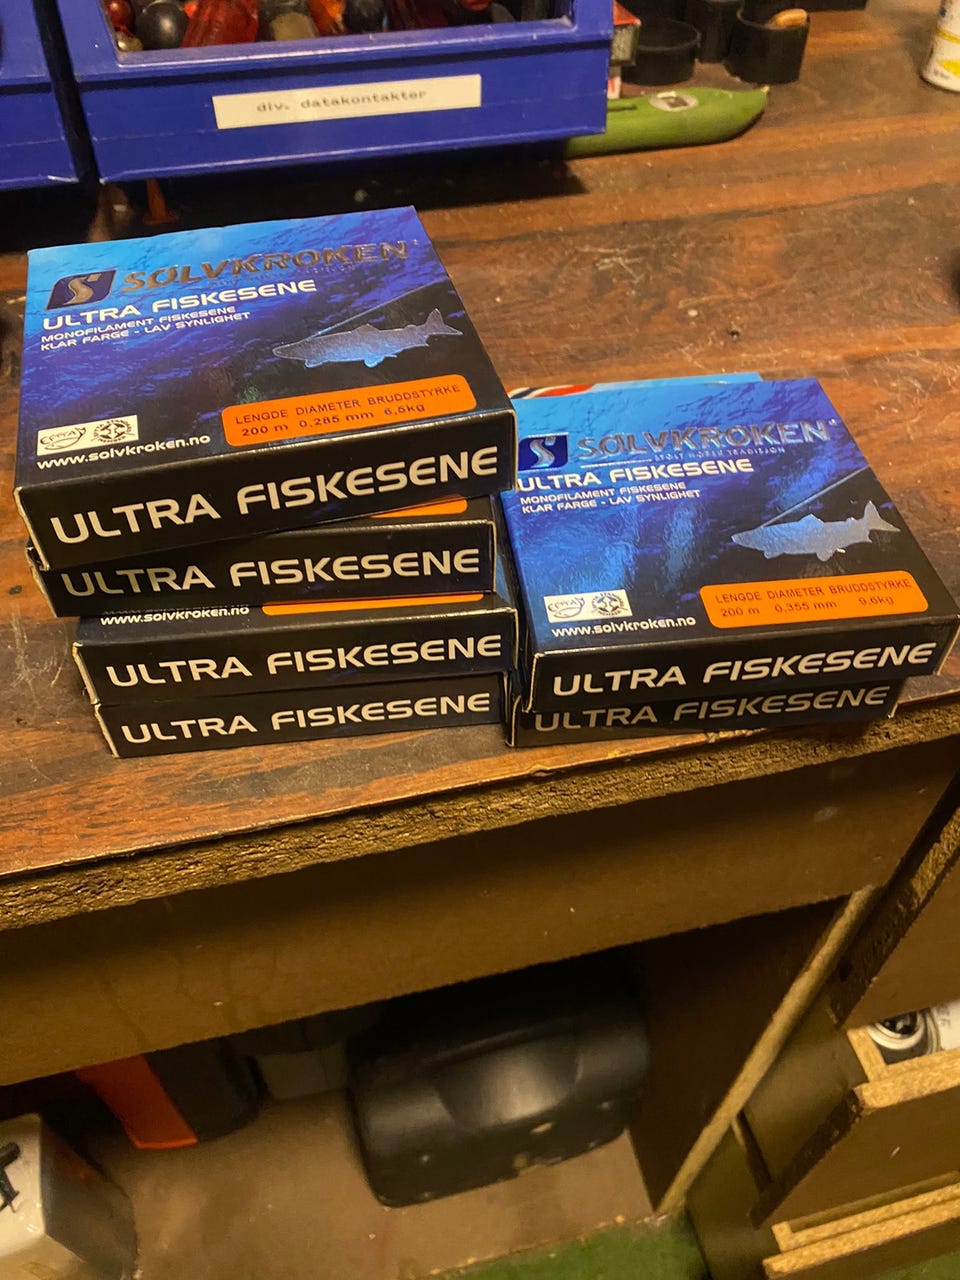 div. datakontakter
SØLVKROKEN
ULTRA FISKESENE
MONOFILAMENT FISKESENE
KLAR FARGE - LAV SYNLIGHET
LENGDE DIAMETER BRUDDSTYRKE
200 m 0,285 mm 6,5kg
www.solvkroken.no
ULTRA FISKESENE
ULTRA FISKESENE
www.solvkroken.no
ULTRA FISKESENE
ULTRA FISKESENE
SØLVKROKEN
STOLT NORSK TRADISJON
ULTRA FISKESENE
MONOFILAMENT FISKESENE
KLAR FARGE - LAV SYNLIGHET
LENGDE DIAMETER BRUDDSTYRKE
200 m 0,355 mm 9,6kg
www.solvkroken.no
ULTRA FISKESENE
ULTRA FISKESENE